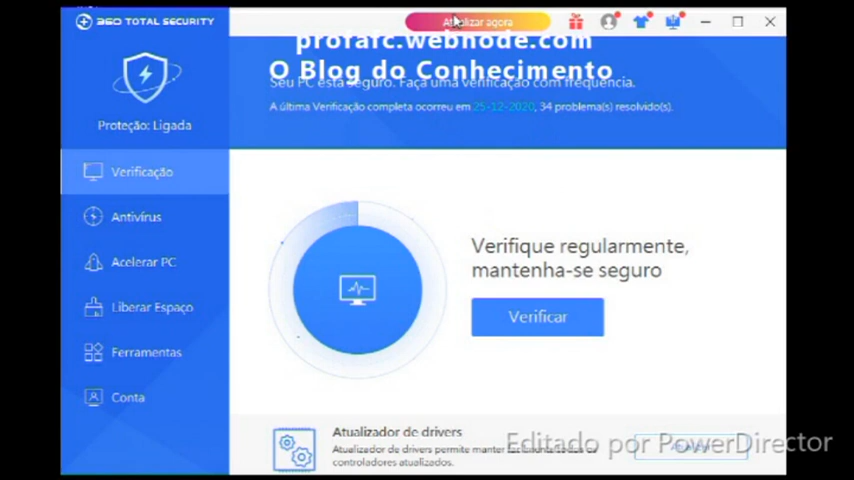 360 TOTAL SECURITY
Atualizar agora
profafc.webnode.com
O Blog do Conhecimento
Seu PC está seguro. Faça uma verificação com frequência.
A última Verificação completa ocorreu em 25-12-2020, 34 problema(s) resolvido(s).
Proteção: Ligada
Verificação
Antivírus
Acelerar PC
Liberar Espaço
Ferramentas
Conta
Verifique regularmente,
mantenha-se seguro
Verificar
Atualizador de drivers
Atualizador de drivers permite manter
controladores atualizados.
Editado por PowerDirector